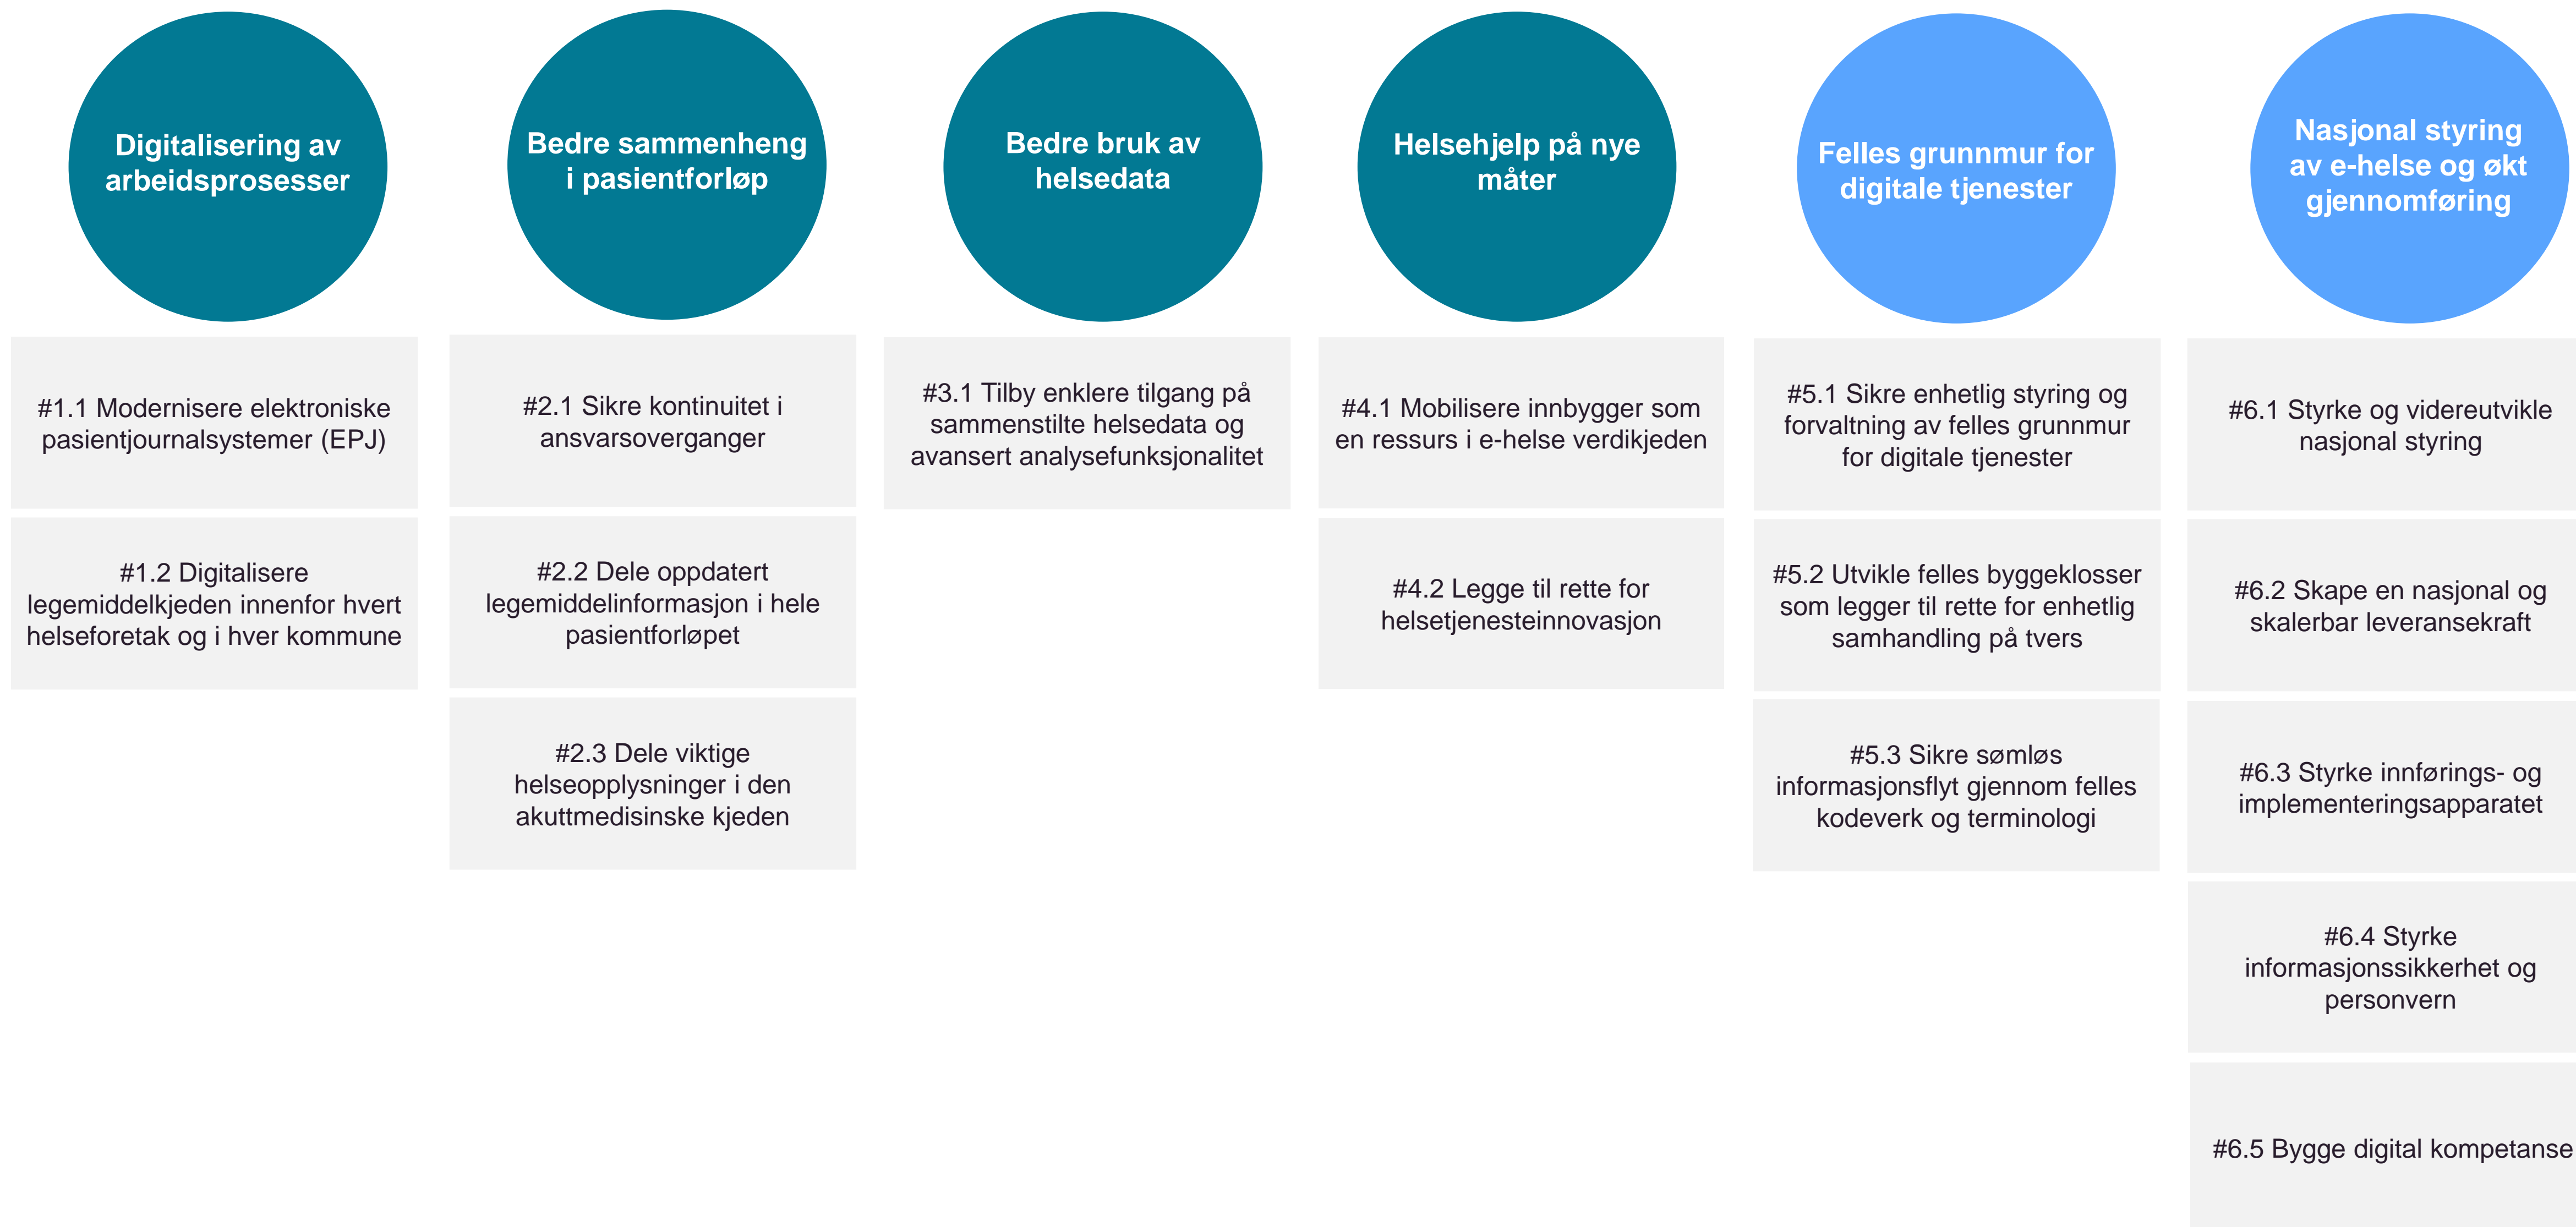 Digitalisering av
arbeidsprosesser
Bedre sammenheng
i pasientforløp
Bedre bruk av
helsedata
Helsehjelp på nye
måter
Felles grunnmur for
digitale tjenester
Nasjonal styring
av e-helse og økt
gjennomføring
#1.1 Modernisere elektroniske
pasientjournalsystemer (EPJ)
#1.2 Digitalisere
legemiddelkjeden innenfor hvert
helseforetak og i hver kommune
#2.1 Sikre kontinuitet i
ansvarsoverganger
#2.2 Dele oppdatert
legemiddelinformasjon i hele
pasientforløpet
#2.3 Dele viktige
helseopplysninger i den
akuttmedisinske kjeden
#3.1 Tilby enklere tilgang på
sammenstilte helsedata og
avansert analysefunksjonalitet
#4.1 Mobilisere innbygger som
en ressurs i e-helse verdikjeden
#4.2 Legge til rette for
helsetjenesteinnovasjon
#5.1 Sikre enhetlig styring og
forvaltning av felles grunnmur
for digitale tjenester
#5.2 Utvikle felles byggeklosser
som legger til rette for enhetlig
samhandling på tvers
#5.3 Sikre sømløs
informasjonsflyt gjennom felles
kodeverk og terminologi
#6.1 Styrke og videreutvikle
nasjonal styring
#6.2 Skape en nasjonal og
skalerbar leveransekraft
#6.3 Styrke innførings- og
implementeringsapparatet
#6.4 Styrke
informasjonssikkerhet og
personvern
#6.5 Bygge digital kompetanse